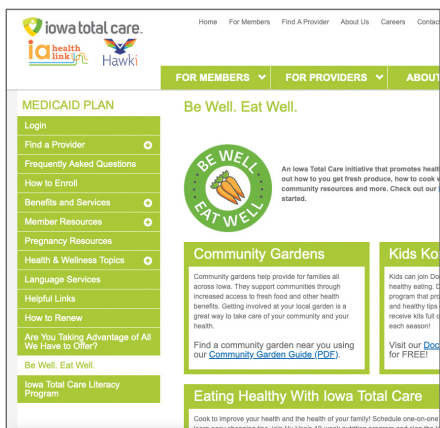 iowa total care™
Home For Members Find A Provider About Us Careers Contac
ia health link
Hawki
FOR MEMBERS FOR PROVIDERS ABOUT
MEDICAID PLAN
Login
Find a Provider
Frequently Asked Questions
How to Enroll
Benefits and Services
Member Resources
Pregnancy Resources
Health & Wellness Topics
Language Services
Helpful Links
How to Renew
Are You Taking Advantage of All
We Have to Offer?
Be Well. Eat Well.
Iowa Total Care Literacy
Program
Be Well. Eat Well.
BE WELL
EAT WELL
An Iowa Total Care initiative that promotes healt
out how to you get fresh produce, how to cook
community resources and more. Check out our
started.
Community Gardens
Community gardens help provide for families all
across Iowa. They support communities through
increased access to fresh food and other health
benefits. Getting involved at your local garden is a
great way to take care of your community and your
health.
Find a community garden near you using
our Community Garden Guide (PDF).
Kids Ko
Kids can join Do
healthy eating. D
program that pro
and healthy tips
receive kits full o
each season!
Visit our Doc
for FREE!
Eating Healthy With Iowa Total Care
Cook to improve your health and the health of your family! Schedule one-on-one